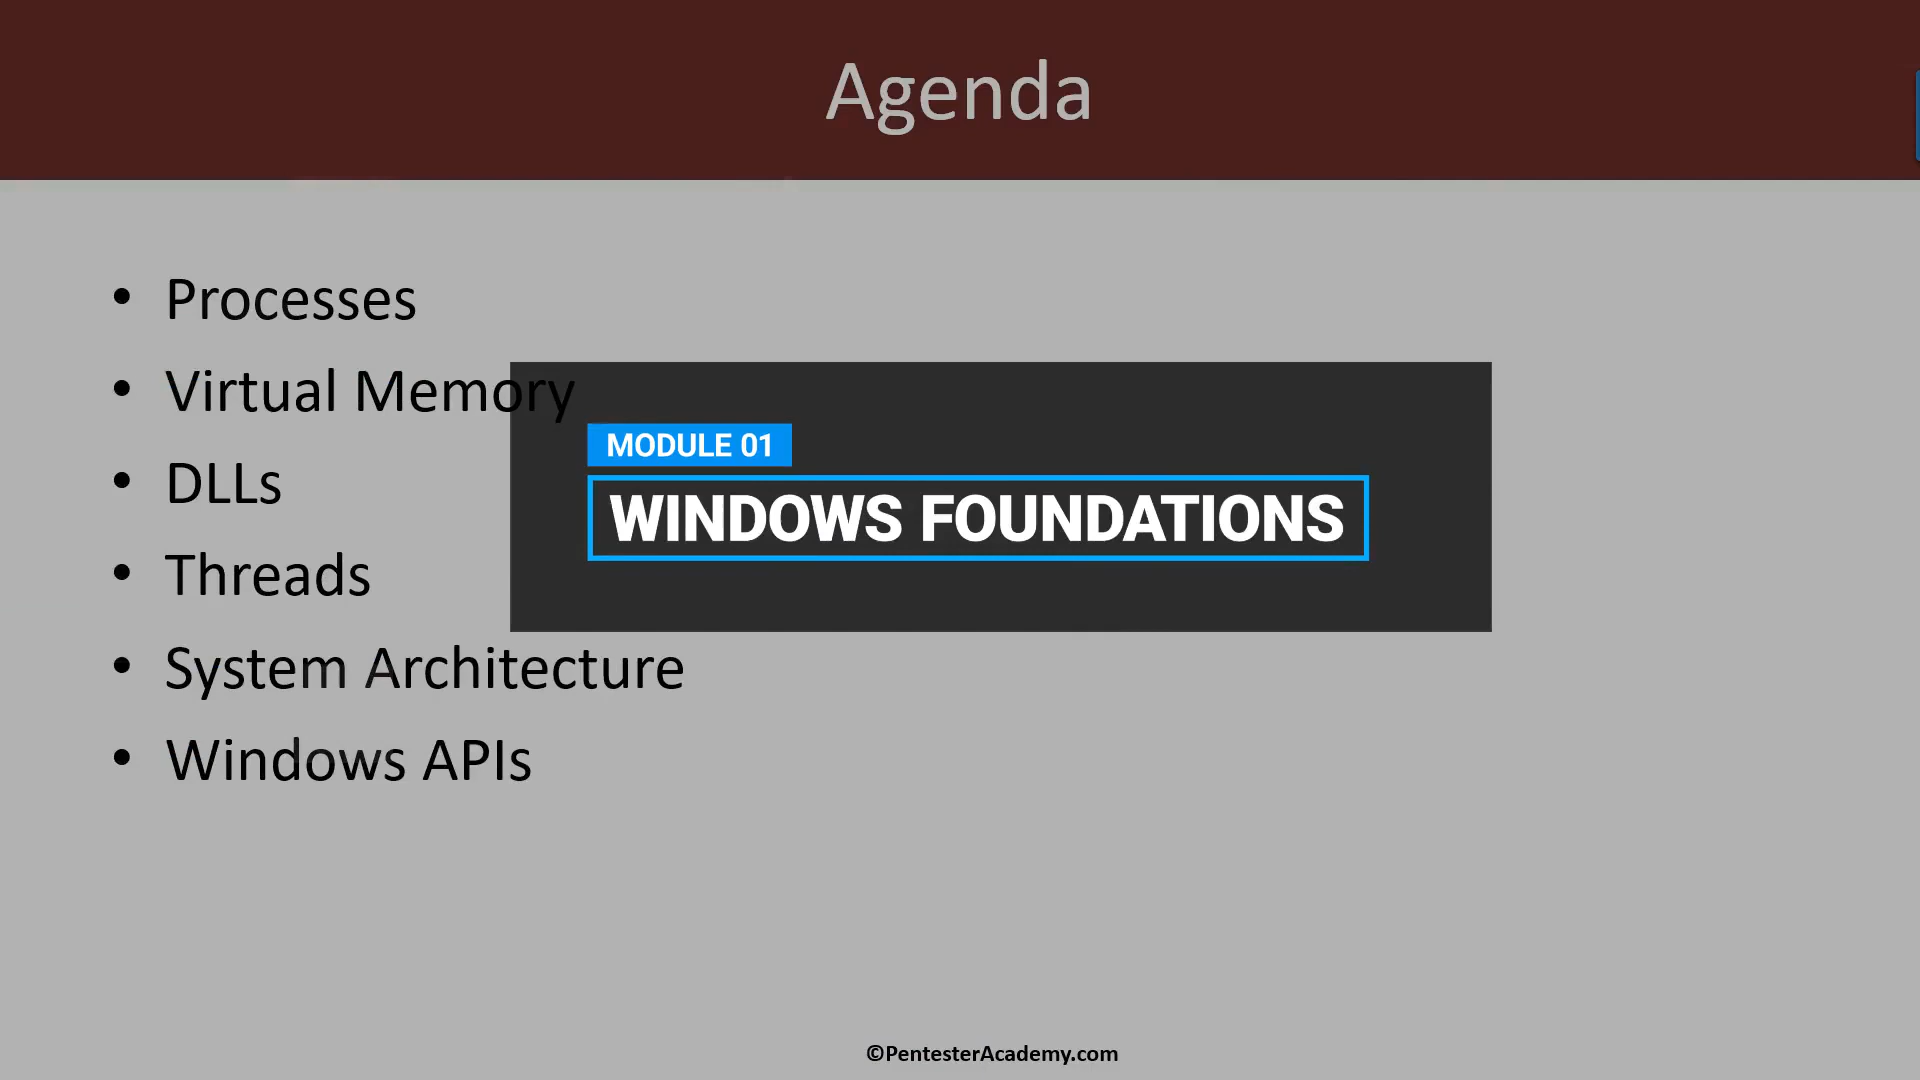 Agenda
• Processes
• Virtual Memory
• DLLs
• Threads
• System Architecture
• Windows APIs
MODULE 01
WINDOWS FOUNDATIONS
©PentesterAcademy.com